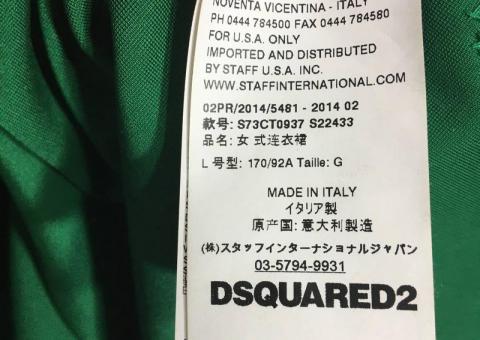 NOVENTA VICENTINA - ITALY
PH 0444 784500 FAX 0444 784580
FOR U.S.A. ONLY
IMPORTED AND DISTRIBUTED
BY STAFF U.S.A. INC.
WWW.STAFFINTERNATIONAL.COM
02PR/2014/5481 - 2014 02
款号: S73CT0937 S22433
品名: 女 式连衣裙
L 号型: 170/92A Taille: G
MADE IN ITALY
イタリア製
原产国: 意大利製造
(株)スタッフインターナショナルジャパン
03-5794-9931
DSQUARED2